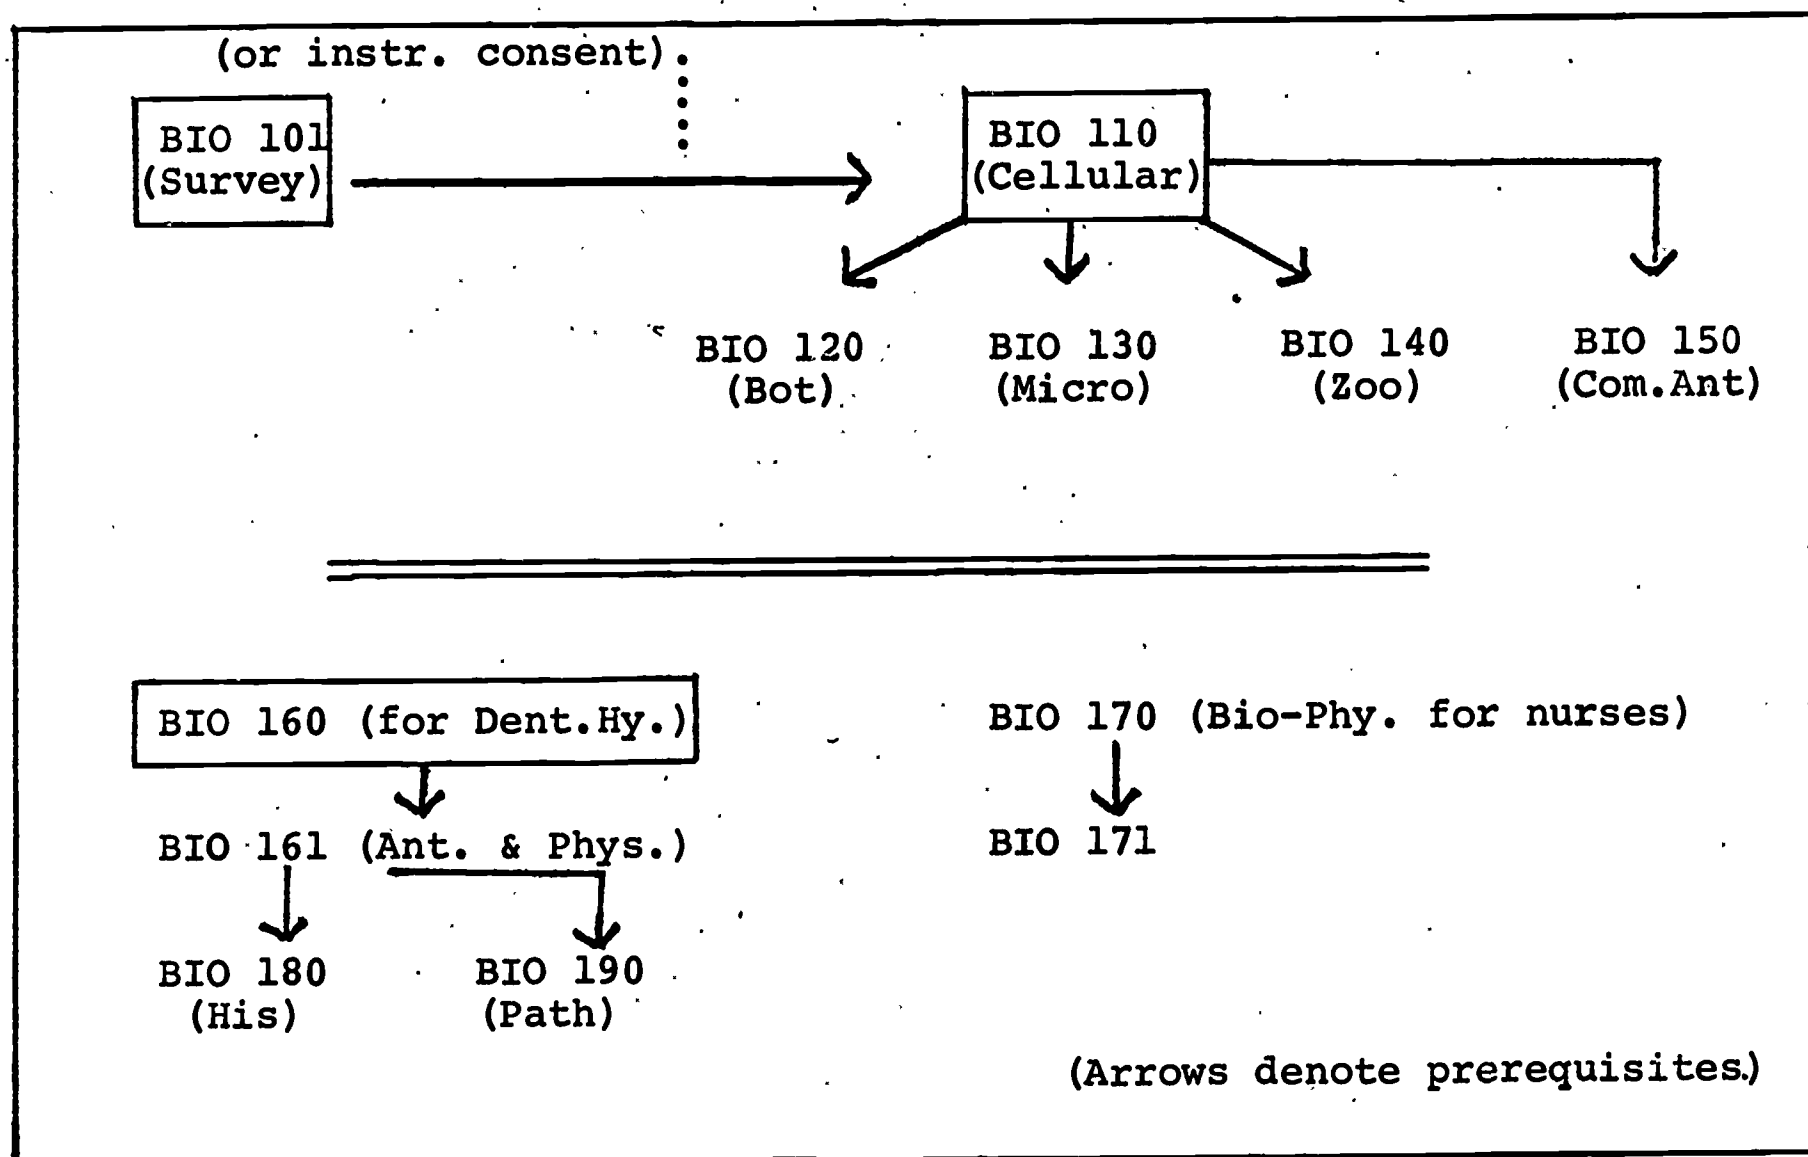 (or instr. consent)
BIO 101
(Survey)
BIO 110
(Cellular)
BIO 120
(Bot)
BIO 130
(Micro)
BIO 140
(Zoo)
BIO 150
(Com.Ant)
BIO 160 (for Dent.Hy.)
BIO 161 (Ant. & Phys.)
BIO 180
(His)
BIO 190
(Path)
BIO 170 (Bio-Phy. for nurses)
BIO 171
(Arrows denote prerequisites.)